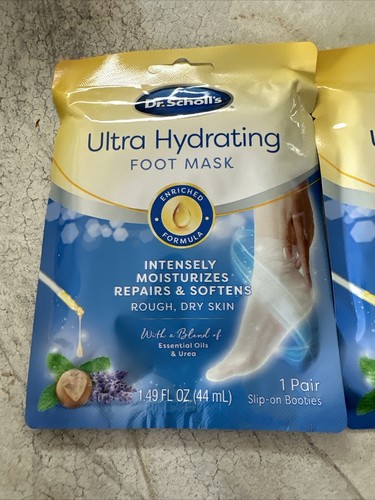 Dr. Scholl's
Ultra Hydrating
FOOT MASK
ENRICHED
FORMULA
INTENSELY
MOISTURIZES
REPAIRS & SOFTENS
ROUGH, DRY SKIN
With a Blend of
Essential Oils
& Urea
1.49 FL OZ (44 mL)
1 Pair
Slip-on Booties